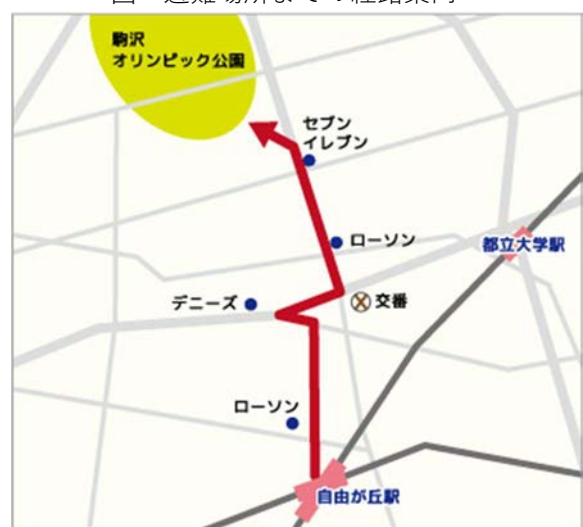 駒沢
オリンピック公園
セブン
イレブン
ローソン
都立大学駅
デニーズ
交番
ローソン
自由が丘駅